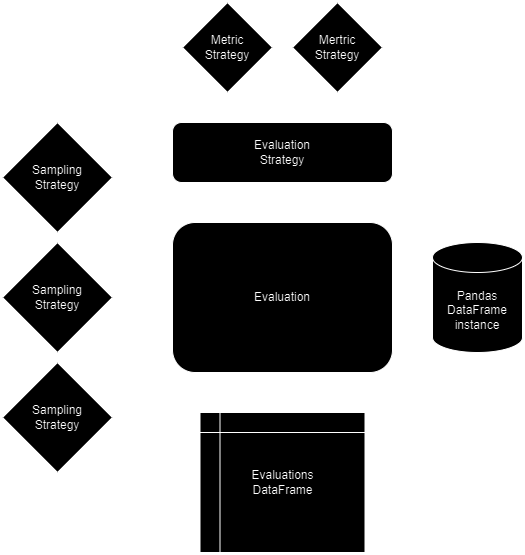 Metric
Strategy
Mertric
Strategy
Evaluation
Strategy
Sampling
Strategy
Sampling
Strategy
Evaluation
Pandas
DataFrame
instance
Sampling
Strategy
Evaluations
DataFrame